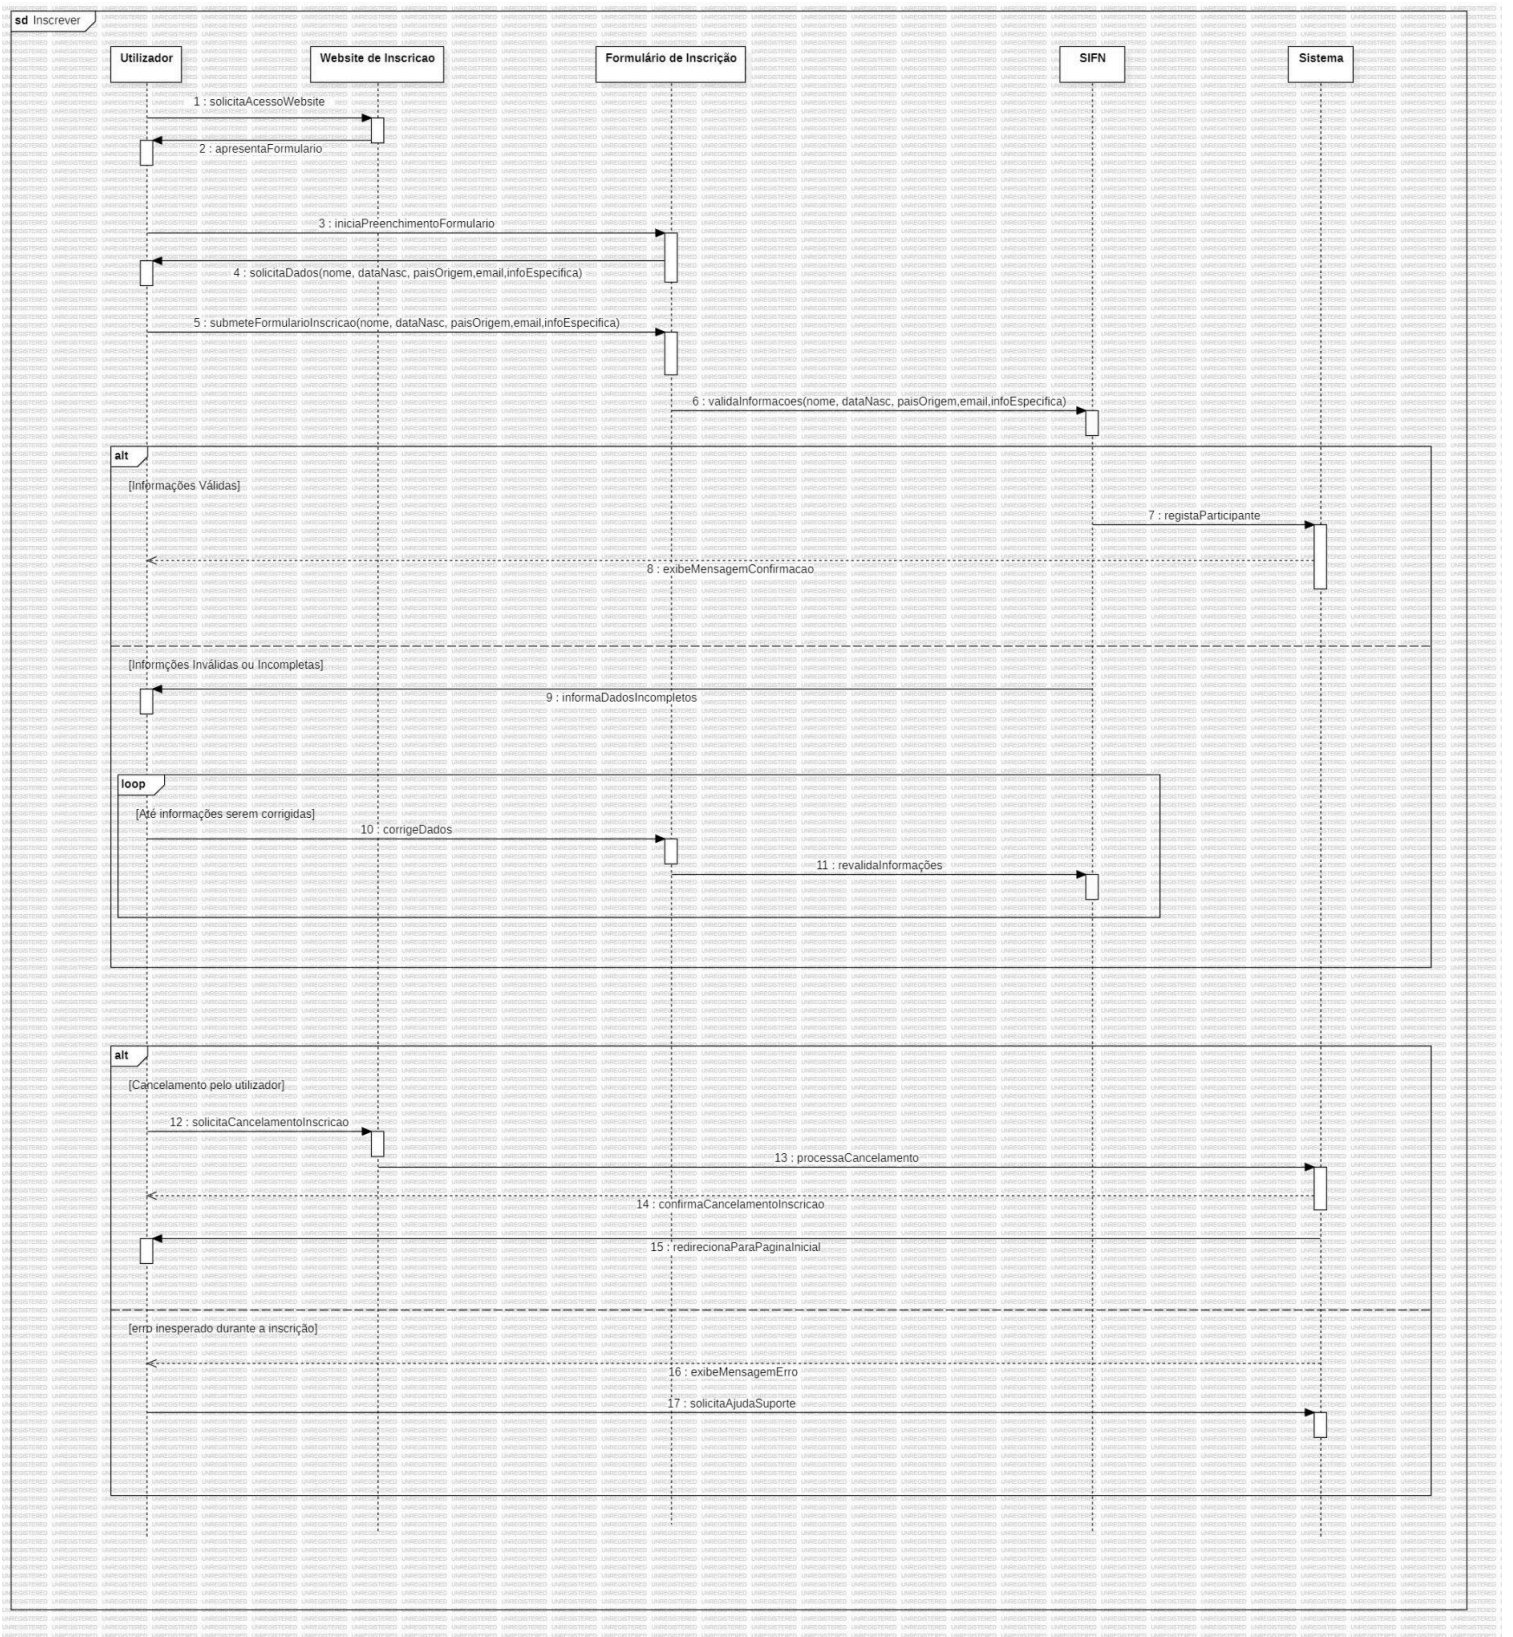 sd Inscrever
Utilizador
Website de Inscricao
Formulário de Inscrição
SIFN
Sistema
1 : solicitaAcessoWebsite
2 : apresentaFormulario
3 : iniciaPreenchimentoFormulario
4 : solicitaDados(nome, dataNasc, paisOrigem,email,infoEspecifica)
5 : submeteFormularioInscricao(nome, dataNasc, paisOrigem,email,infoEspecifica)
6 : validaInformacoes(nome, dataNasc, paisOrigem,email,infoEspecifica)
alt
[Informações Válidas]
7 : registaParticipante
8 : exibeMensagemConfirmacao
[Informções Inválidas ou Incompletas]
9 : informaDadosIncompletos
loop
[Até informações serem corrigidas]
10 : corrigeDados
11 : revalidaInformações
alt
[Cancelamento pelo utilizador]
12 : solicitaCancelamentoInscricao
13 : processaCancelamento
14 : confirmaCancelamentoInscricao
15 : redirecionaParaPaginaInicial
[erro inesperado durante a inscrição]
16 : exibeMensagemErro
17 : solicitaAjudaSuporte